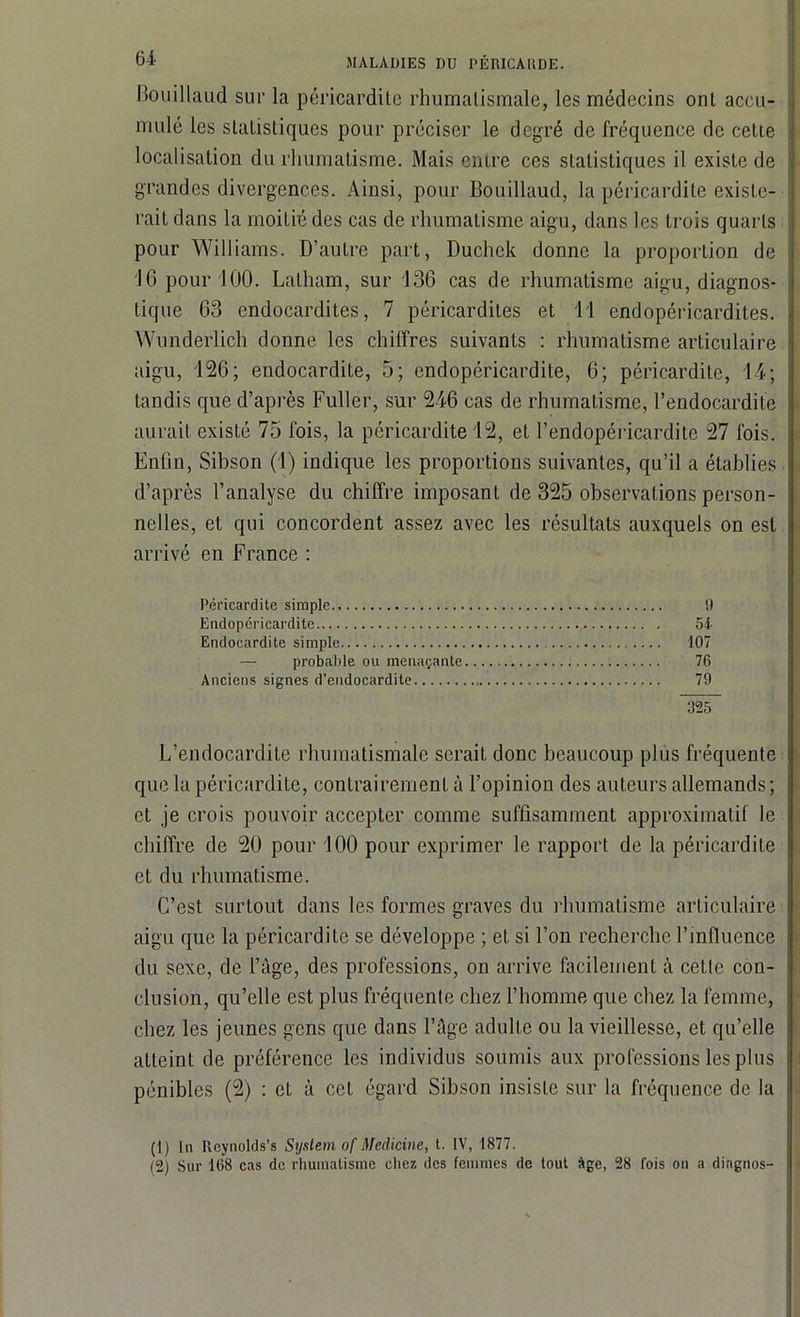 64
MALADIES DU PÉRICARDE.
Bouillaud sur la péricardite rhumatismale, les médecins ont accu-
mulé les statistiques pour préciser le degré de fréquence de cette
localisation du rhumatisme. Mais entre ces statistiques il existe de
grandes divergences. Ainsi, pour Bouillaud, la péricardite existe-
rait dans la moitié des cas de rhumatisme aigu, dans les trois quarts
pour Williams. D'autre part, Duchek donne la proportion de
16 pour 100. Latham, sur 136 cas de rhumatisme aigu, diagnos-
tique 63 endocardites, 7 péricardites et 11 endopéricardites.
Wunderlich donne les chiffres suivants : rhumatisme articulaire
aigu, 126; endocardite, 5; endopéricardite, 6; péricardite, 14;
tandis que d'après Fuller, sur 246 cas de rhumatisme, l'endocardite
aurait existé 75 fois, la péricardite 12, et l'endopéricardite 27 fois.
Enfin, Sibson (1) indique les proportions suivantes, qu'il a établies
d'après l'analyse du chiffre imposant de 325 observations person-
nelles, et qui concordent assez avec les résultats auxquels on est
arrivé en France :
Péricardite simple........ 9
Endopéricardite........ 54
Endocardite simple........ 107
— probable ou menaçante........ 76
Anciens signes d'endocardite........ 79
325
L'endocardite rhumatismale serait donc beaucoup plus fréquente
que la péricardite, contrairement à l'opinion des auteurs allemands;
et je crois pouvoir accepter comme suffisamment approximatif le
chiffre de 20 pour 100 pour exprimer le rapport de la péricardite
et du rhumatisme.
C'est surtout dans les formes graves du rhumatisme articulaire
aigu que la péricardite se développe ; et si l'on recherche l'influence
du sexe, de l'âge, des professions, on arrive facilement à cette con-
clusion, qu'elle est plus fréquente chez l'homme que chez la femme,
chez les jeunes gens que dans l'âge adulte ou la vieillesse, et qu'elle
atteint de préférence les individus soumis aux professions les plus
pénibles (2) : et à cet égard Sibson insiste sur la fréquence de la
(1) In Reynolds's System of Medicine, t. IV, 1877.
(2) Sur 168 cas de rhumatisme chez des femmes de tout âge, 28 fois on a diagnos-